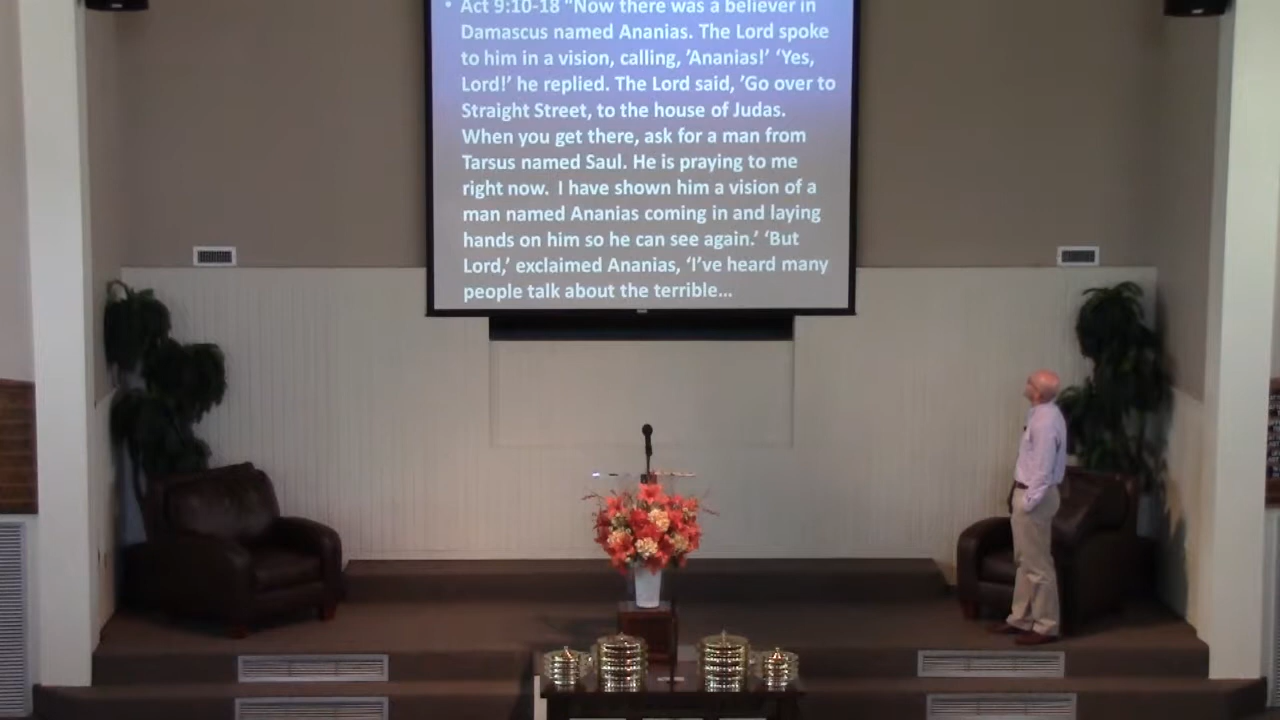 • Act 9:10-18 "Now there was a believer in
Damascus named Ananias. The Lord spoke
to him in a vision, calling, 'Ananias!' 'Yes,
Lord!' he replied. The Lord said, 'Go over to
Straight Street, to the house of Judas.
When you get there, ask for a man from
Tarsus named Saul. He is praying to me
right now.  I have shown him a vision of a
man named Ananias coming in and laying
hands on him so he can see again.' 'But
Lord,' exclaimed Ananias, 'I've heard many
people talk about the terrible…